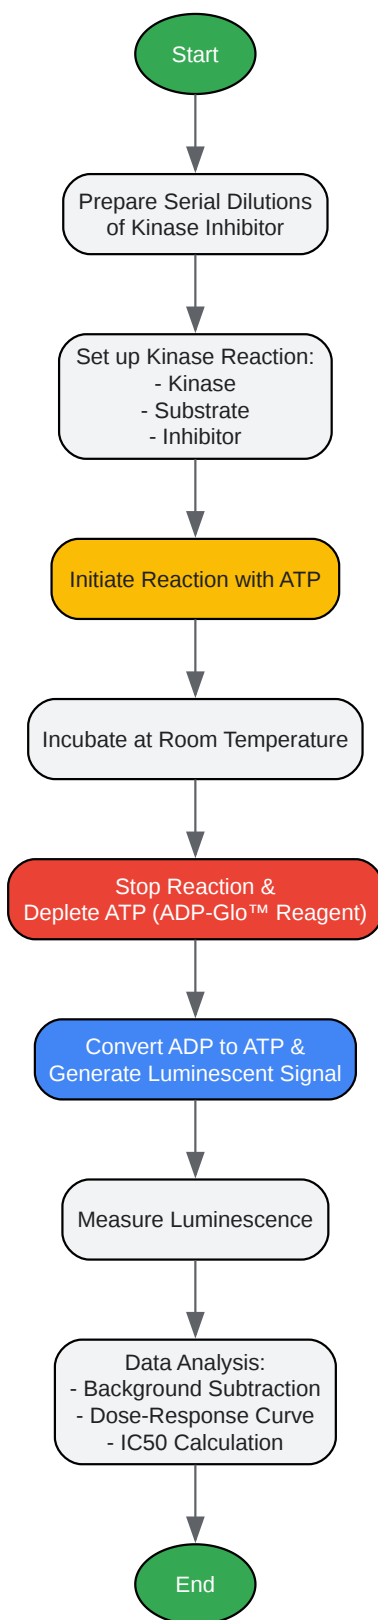 Start
Prepare Serial Dilutions
of Kinase Inhibitor
Set up Kinase Reaction:
- Kinase
- Substrate
- Inhibitor
Initiate Reaction with ATP
Incubate at Room Temperature
Stop Reaction &
Deplete ATP (ADP-Glo™ Reagent)
Convert ADP to ATP &
Generate Luminescent Signal
Measure Luminescence
Data Analysis:
- Background Subtraction
- Dose-Response Curve
- IC50 Calculation
End